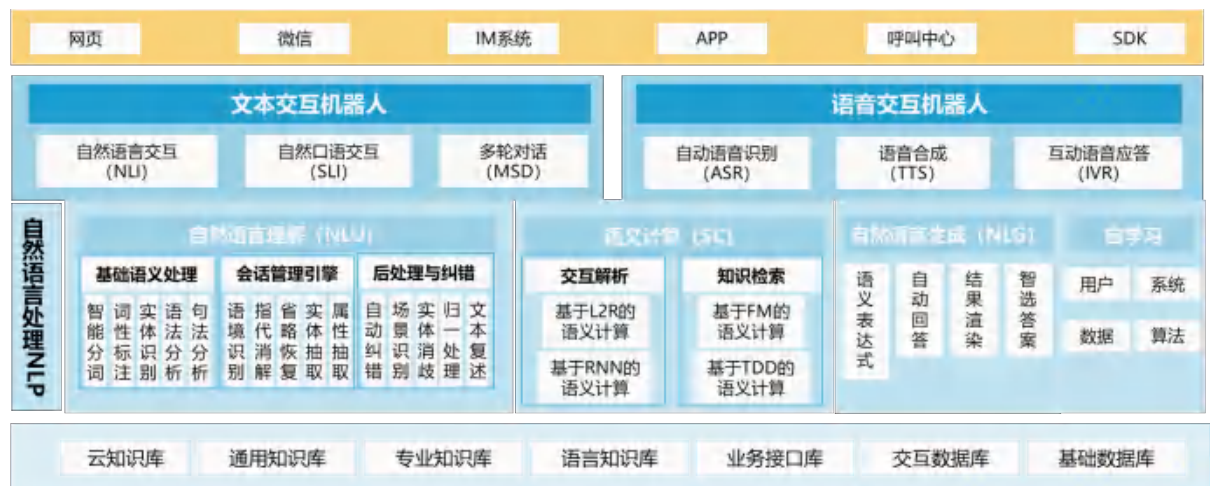 网页 微信 IM系统 APP 呼叫中心 SDK
文本交互机器人
自然语言交互
(NLI)
自然口语交互
(SLI)
多轮对话
(MSD)
语音交互机器人
自动语音识别
(ASR)
语音合成
(TTS)
互动语音应答
(IVR)
自然语言处理NLP
自然语言理解（NLU）
基础语义处理
智能分词
词性标注
实体识别
语法分析
句法分析
会话管理引擎
语境识别
指代消解
省略恢复
实体抽取
属性抽取
后处理与纠错
自动纠错
场景识别
实体消歧
归一处理
文本复述
语义计算（SC）
交互解析
基于L2R的
语义计算
基于RNN的
语义计算
知识检索
基于FM的
语义计算
基于TDD的
语义计算
自然语言生成（NLG）
语义表达式
自动回答
结果渲染
智选答案
自学习
用户 系统
数据 算法
云知识库 通用知识库 专业知识库 语言知识库 业务接口库 交互数据库 基础数据库